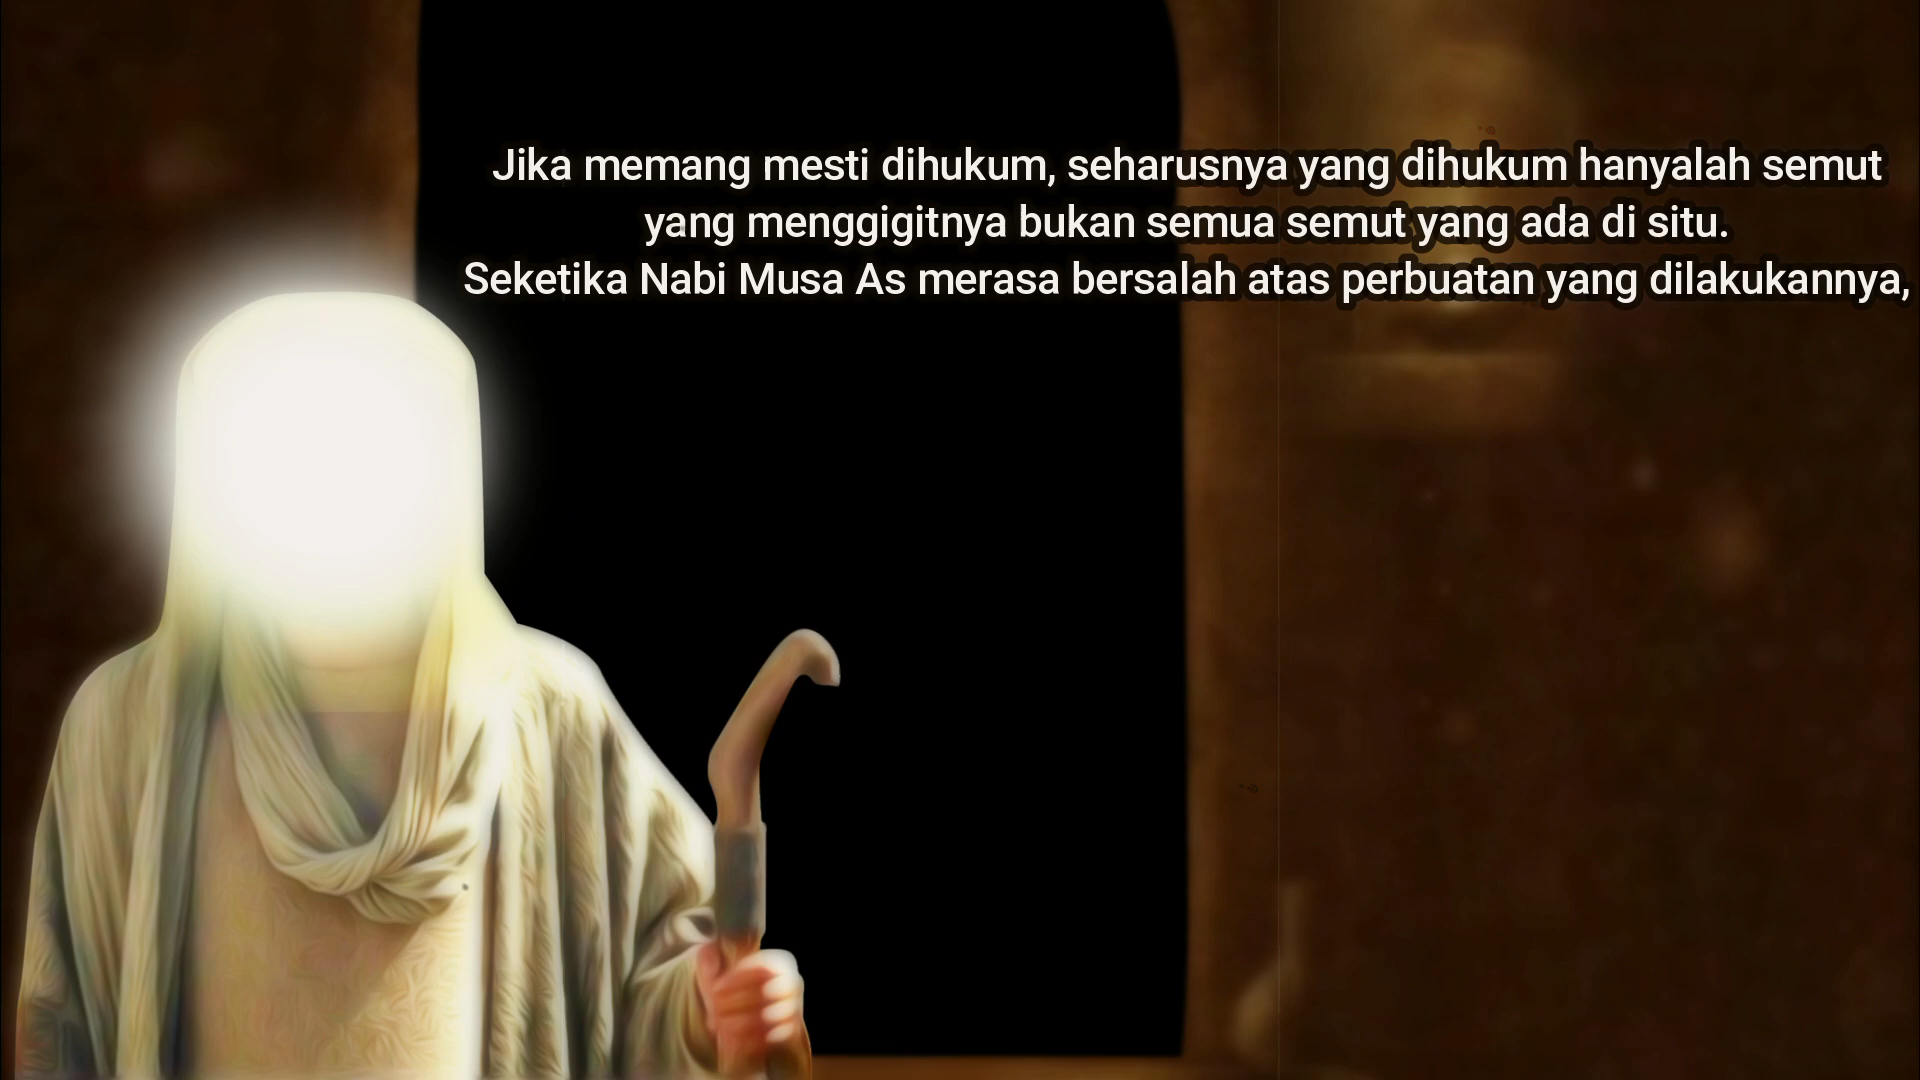 Jika memang mesti dihukum, seharusnya yang dihukum hanyalah semut
yang menggigitnya bukan semua semut yang ada di situ.
Seketika Nabi Musa As merasa bersalah atas perbuatan yang dilakukannya,